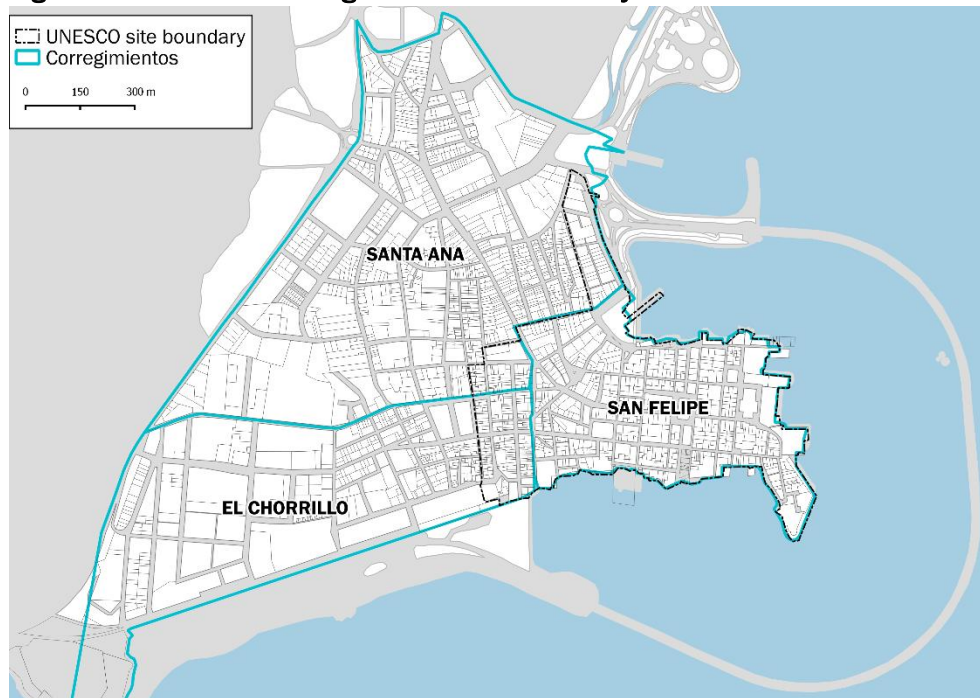 UNESCO site boundary
Corregimientos
0 150 300 m
SANTA ANA
SAN FELIPE
EL CHORRILLO